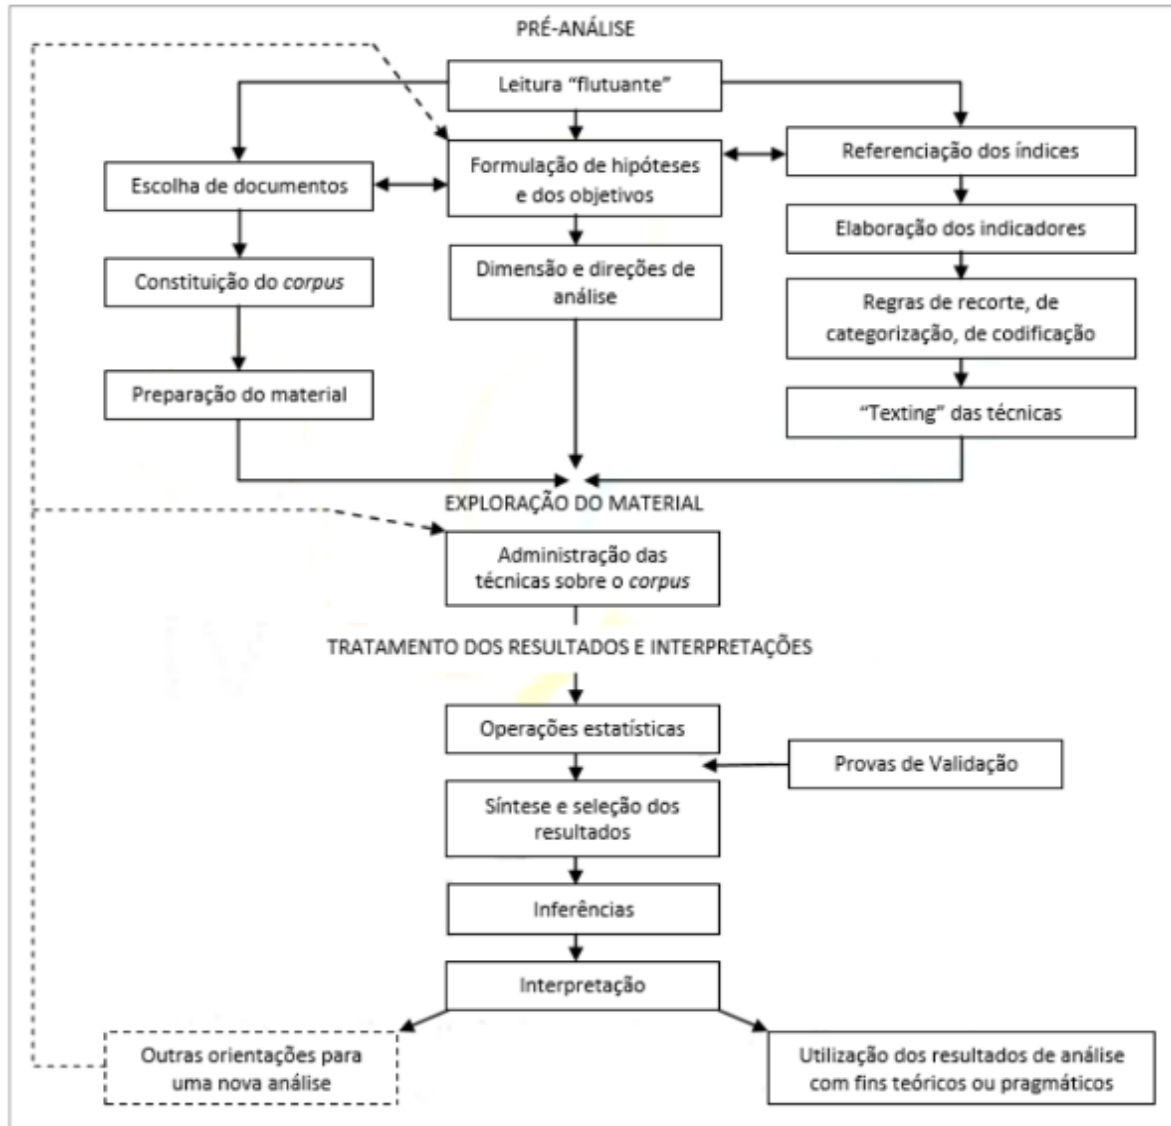 PRÉ-ANÁLISE
Leitura “flutuante”
Escolha de documentos
Formulação de hipóteses
e dos objetivos
Referenciação dos índices
Constituição do corpus
Dimensão e direções de
análise
Elaboração dos indicadores
Regras de recorte, de
categorização, de codificação
Preparação do material
“Texting” das técnicas
EXPLORAÇÃO DO MATERIAL
Administração das
técnicas sobre o corpus
TRATAMENTO DOS RESULTADOS E INTERPRETAÇÕES
Operações estatísticas
Provas de Validação
Síntese e seleção dos
resultados
Inferências
Interpretação
Outras orientações para
uma nova análise
Utilização dos resultados de análise
com fins teóricos ou pragmáticos